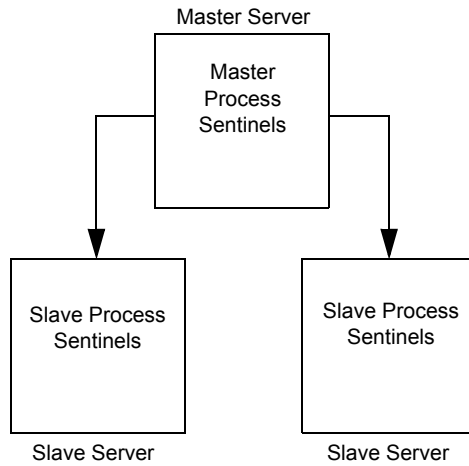 Master Server
Master
Process
Sentinels
Slave Process
Sentinels
Slave Process
Sentinels
Slave Server
Slave Server